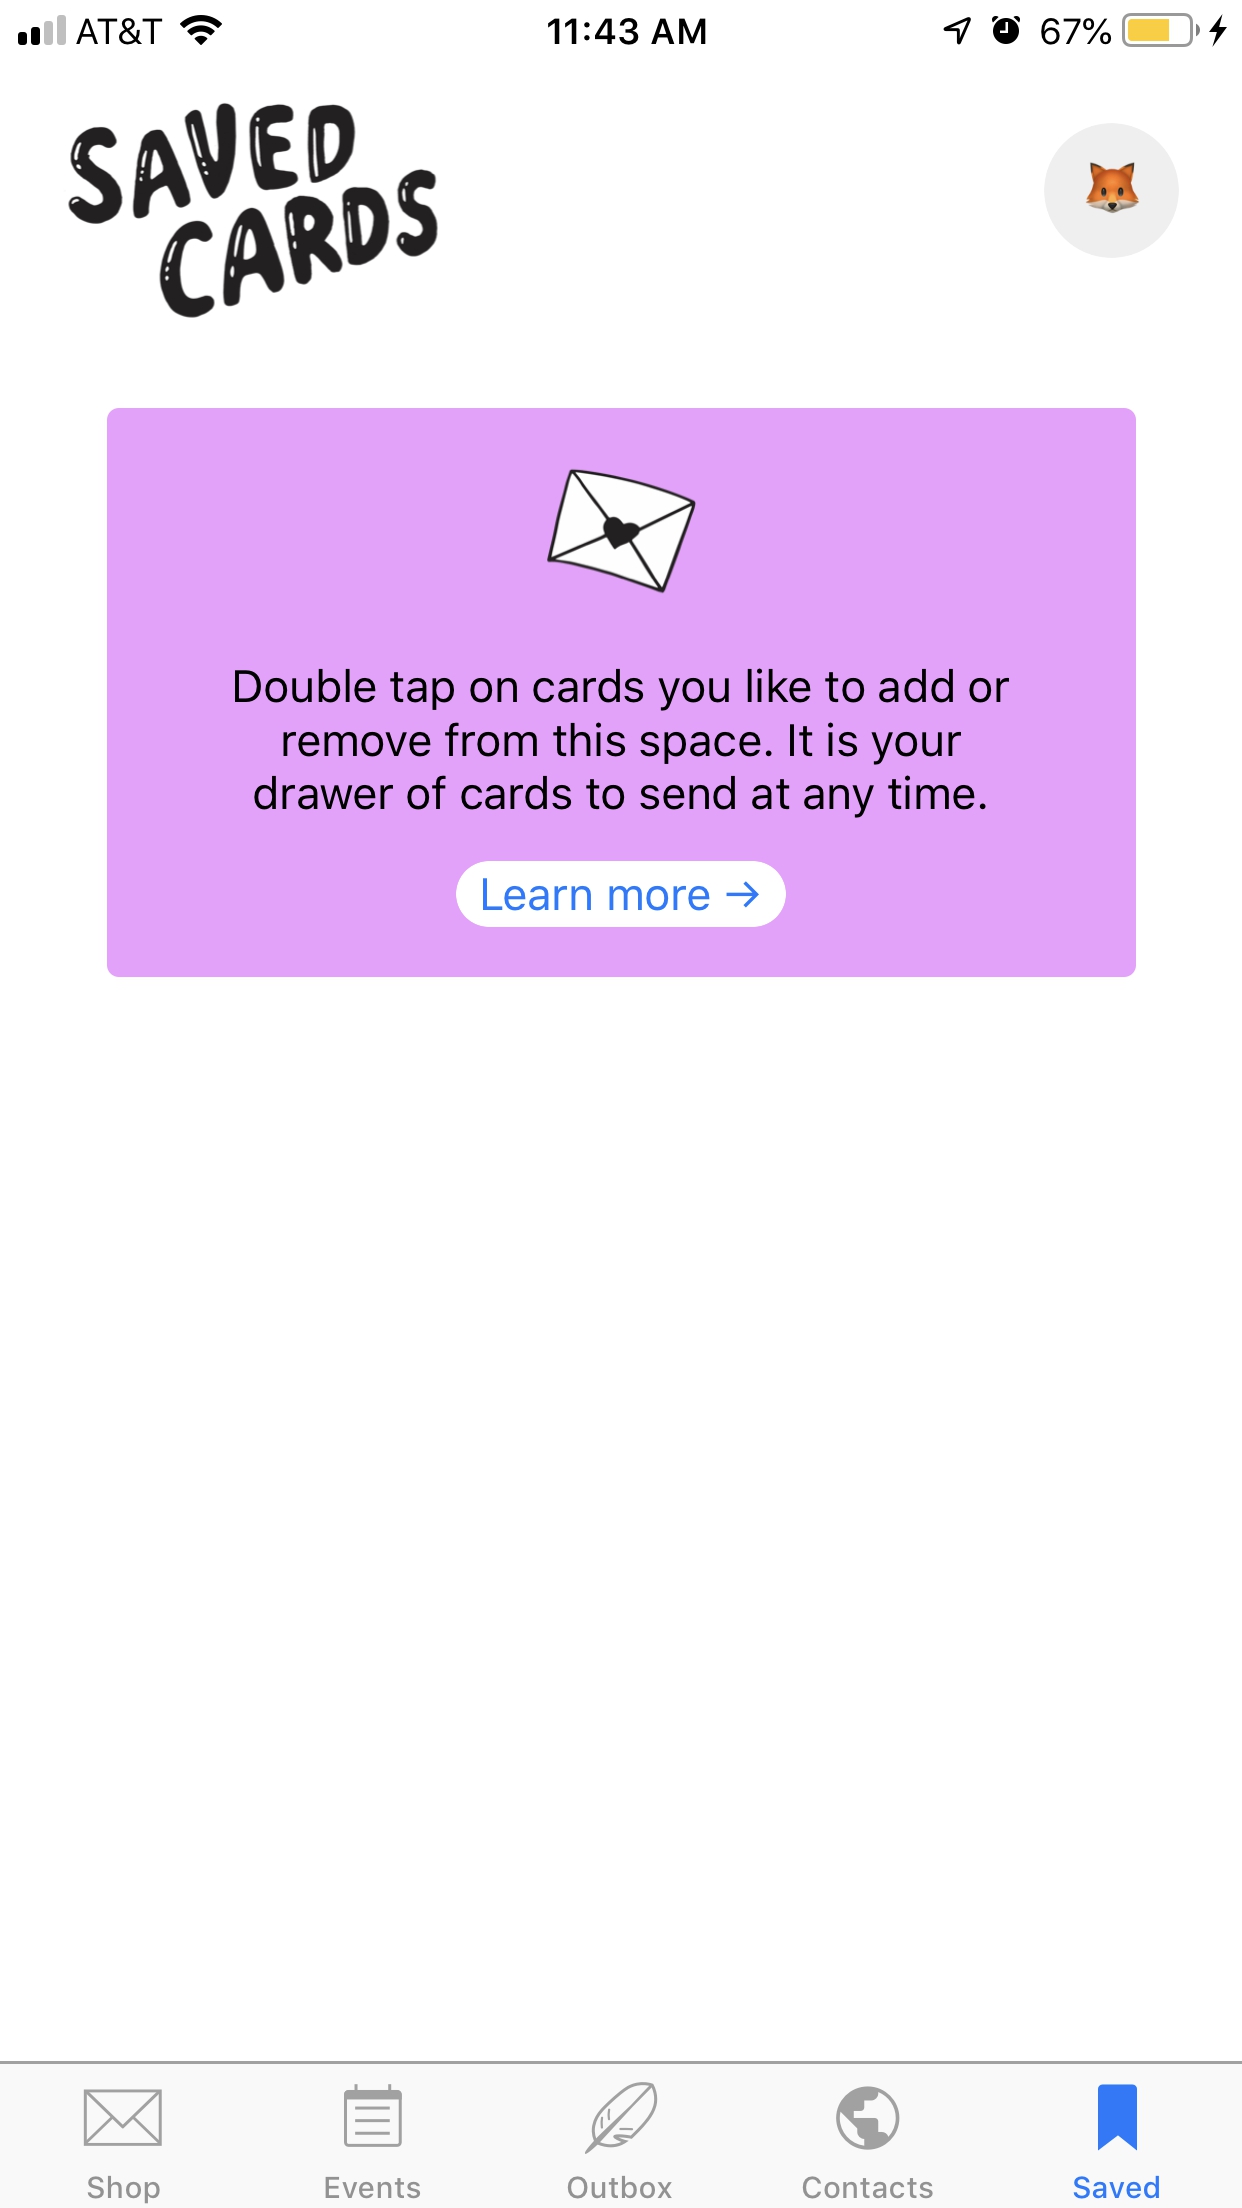 AT&T
11:43 AM
67%
SAVED
CARDS
Double tap on cards you like to add or
remove from this space. It is your
drawer of cards to send at any time.
Learn more →
Shop
Events
Outbox
Contacts
Saved